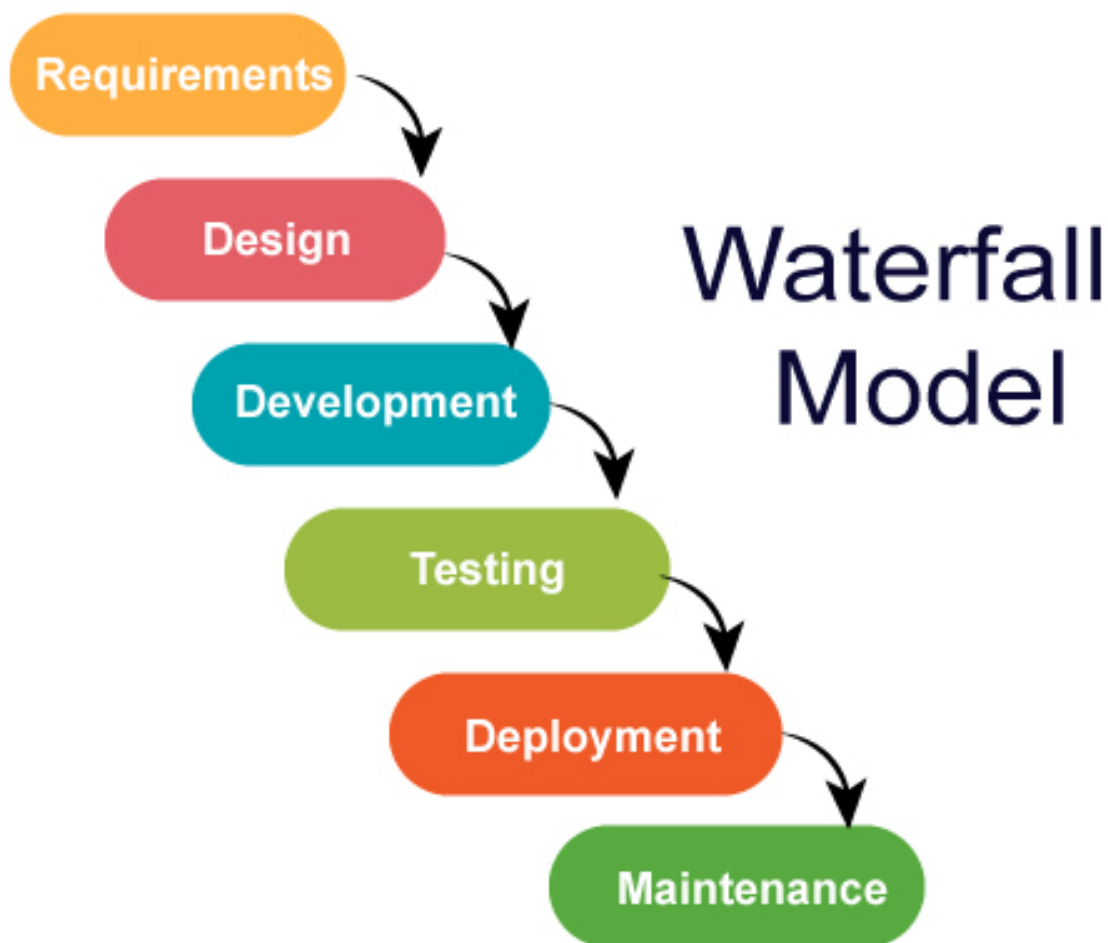 Requirements
Design
Waterfall
Model
Development
Testing
Deployment
Maintenance